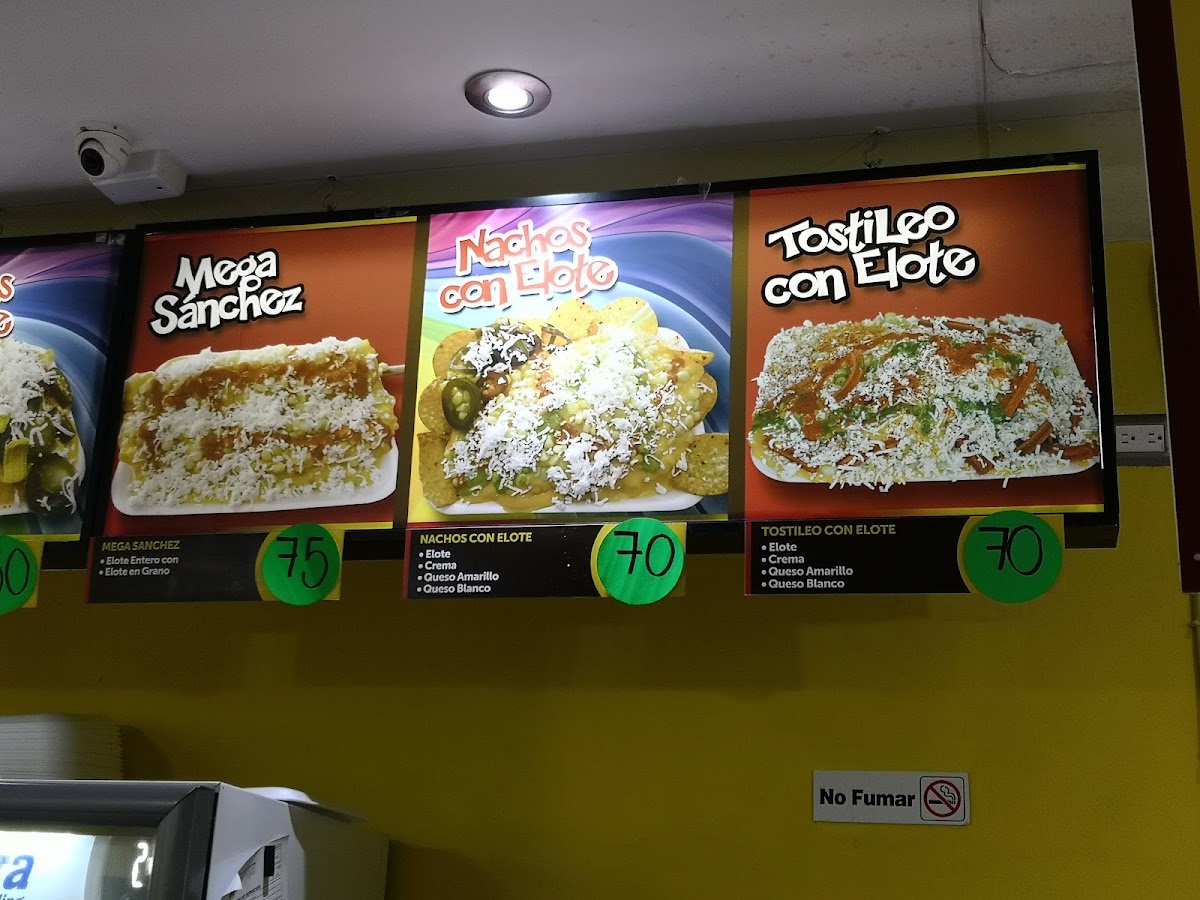 Mega
Sánchez
Nachos
con Elote
TostiLeo
con Elote
MEGA SANCHEZ
• Elote Entero con
• Elote en Grano
75
NACHOS CON ELOTE
• Elote
• Crema
• Queso Amarillo
• Queso Blanco
70
TOSTILEO CON ELOTE
• Elote
• Crema
• Queso Amarillo
• Queso Blanco
70
No Fumar